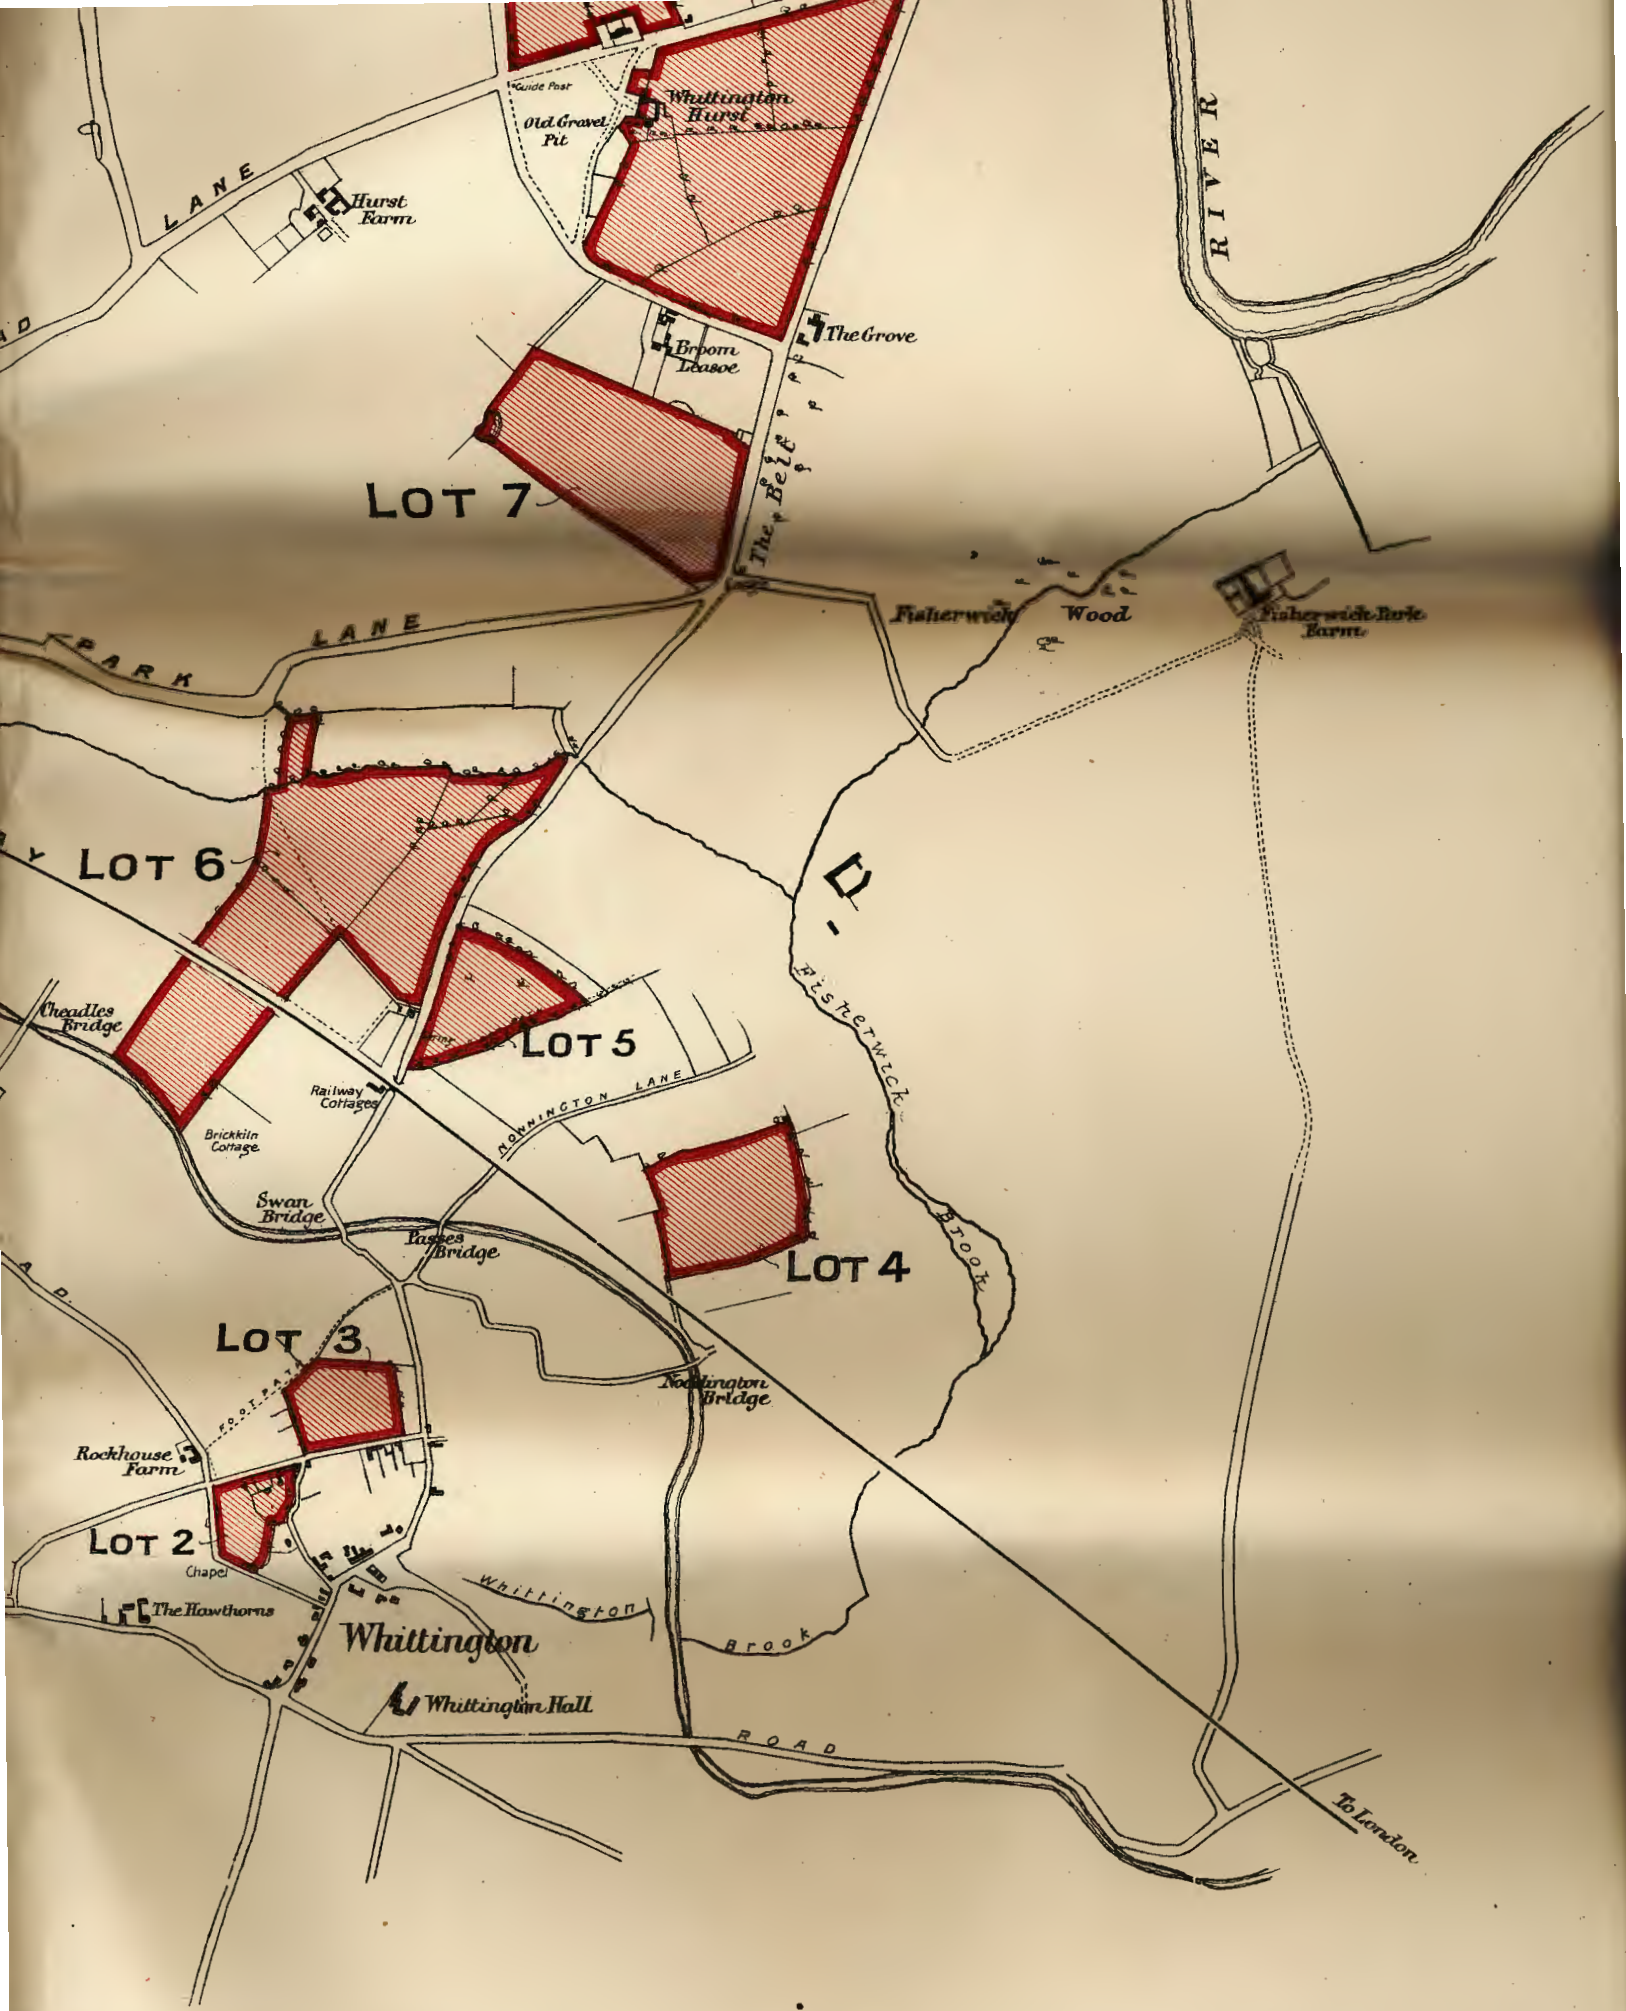 Guide Post
Old Gravel
Pit
Whittington
Hurst
RIVER
LANE
Hurst
Farm
The Grove
Broom
Leasoe
LOT 7
The Belt
Fisherwick Wood
Fisherwick Park
Farm
PARK LANE
LOT 6
Y
Cheadles
Bridge
LOT 5
Railway
Cottages
NONNINGTON LANE
Fisherwick Brook
Brickkiln
Cottage
Swan
Bridge
Passes
Bridge
LOT 4
AD.
LOT 3
FOOTPATH
Noddington
Bridge
Rockhouse
Farm
LOT 2
Chapel
The Hawthorns
Whittington
Brook
Whittington
Whittington Hall
ROAD
To London